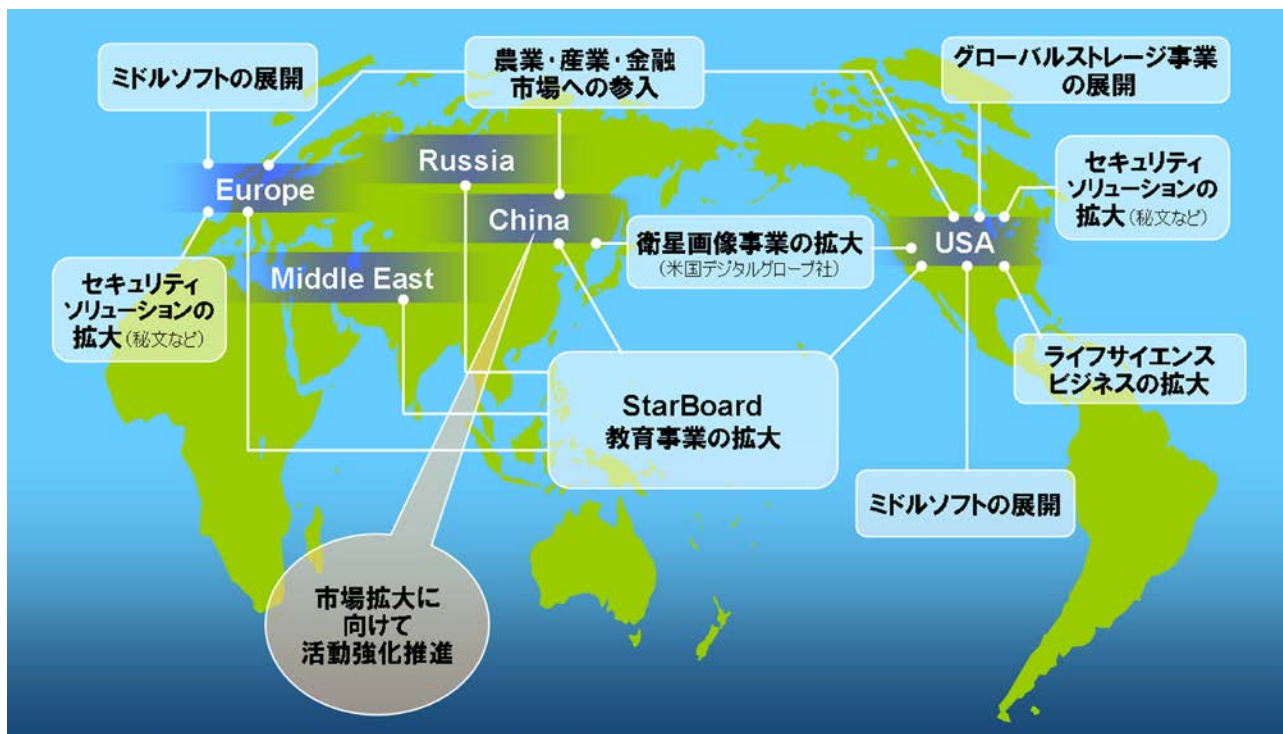 ミドルソフトの展開
農業・産業・金融
市場への参入
グローバルストレージ事業
の展開
Russia
Europe
China
セキュリティ
ソリューションの
拡大(秘文など)
衛星画像事業の拡大
(米国デジタルグローブ社)
USA
Middle East
セキュリティ
ソリューションの
拡大(秘文など)
ライフサイエンス
ビジネスの拡大
StarBoard
教育事業の拡大
ミドルソフトの展開
市場拡大に
向けて
活動強化推進